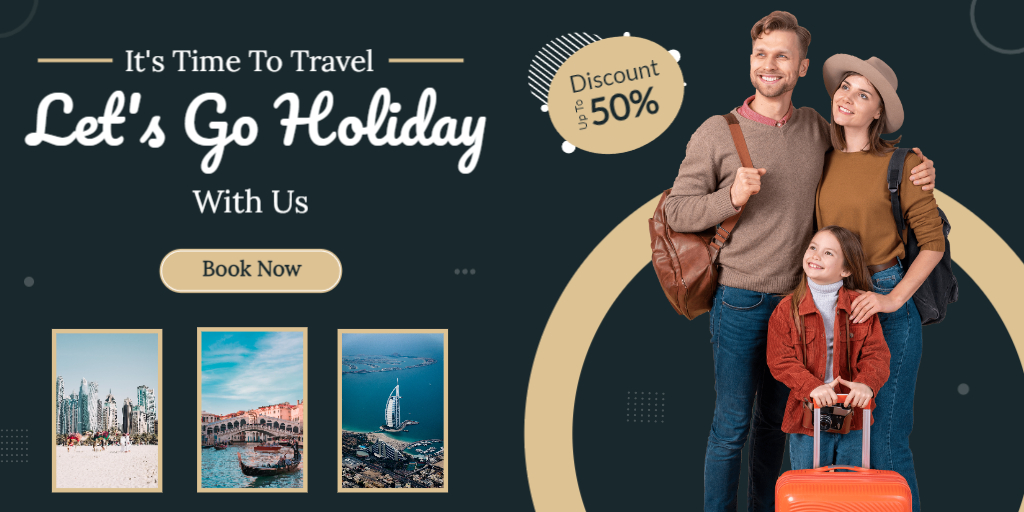 It's Time To Travel
Let's Go Holiday
With Us
Book Now
Discount
Up To 50%